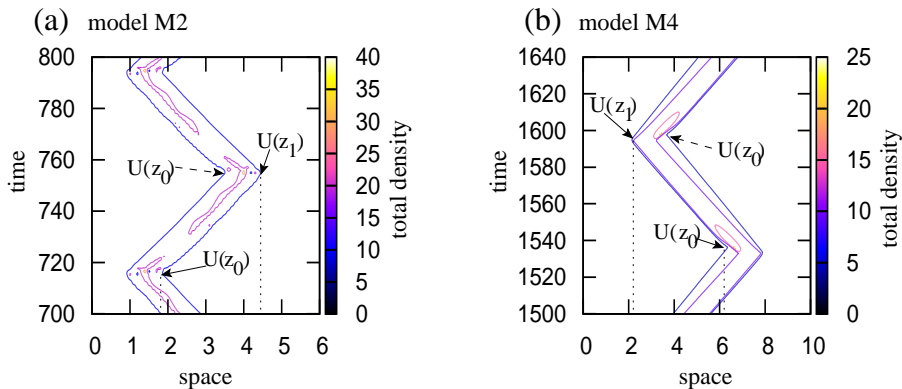 (a) model M2
800
780
760
740
720
700
time
0 1 2 3 4 5 6
space
U(z0)
U(z1)
U(z0)
40
35
30
25
20
15
10
5
0
total density
(b) model M4
1640
1620
1600
1580
1560
1540
1520
1500
time
0 2 4 6 8 10
space
U(z1)
U(z0)
U(z0)
25
20
15
10
5
0
total density